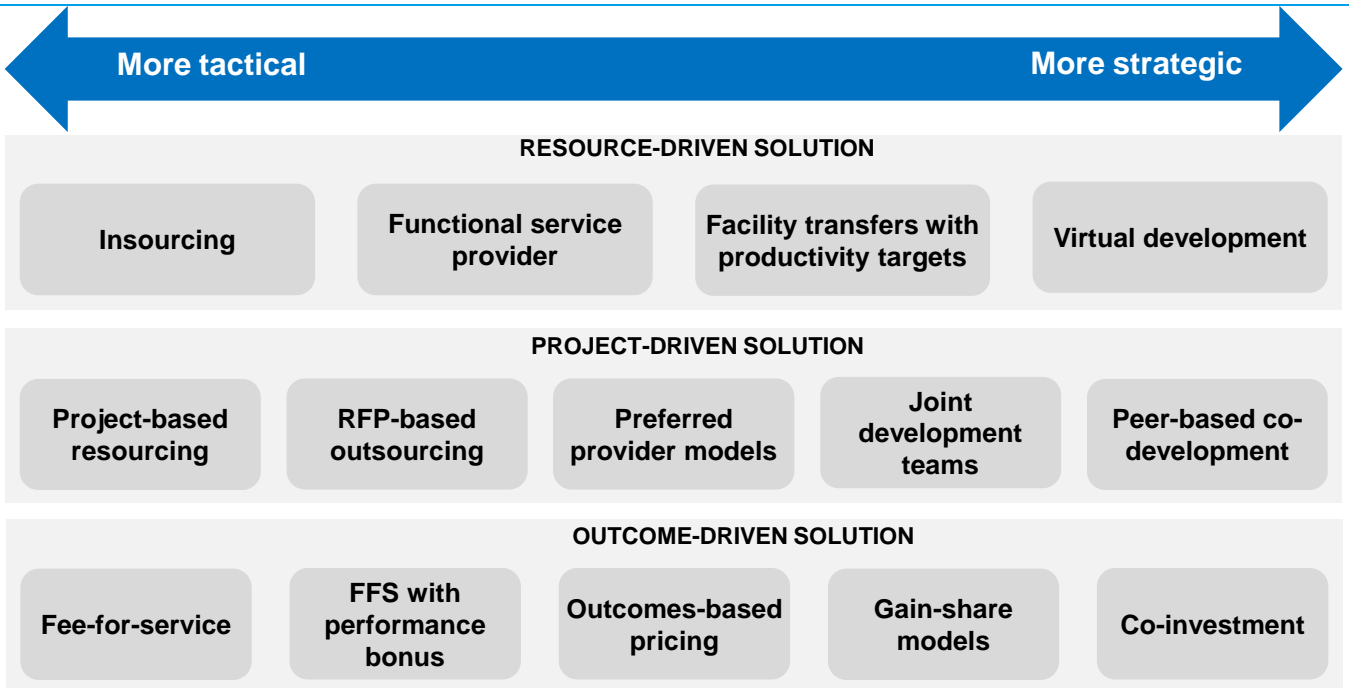 More tactical
More strategic
RESOURCE-DRIVEN SOLUTION
Insourcing
Functional service
provider
Facility transfers with
productivity targets
Virtual development
PROJECT-DRIVEN SOLUTION
Project-based
resourcing
RFP-based
outsourcing
Preferred
provider models
Joint
development
teams
Peer-based co-
development
OUTCOME-DRIVEN SOLUTION
Fee-for-service
FFS with
performance
bonus
Outcomes-based
pricing
Gain-share
models
Co-investment